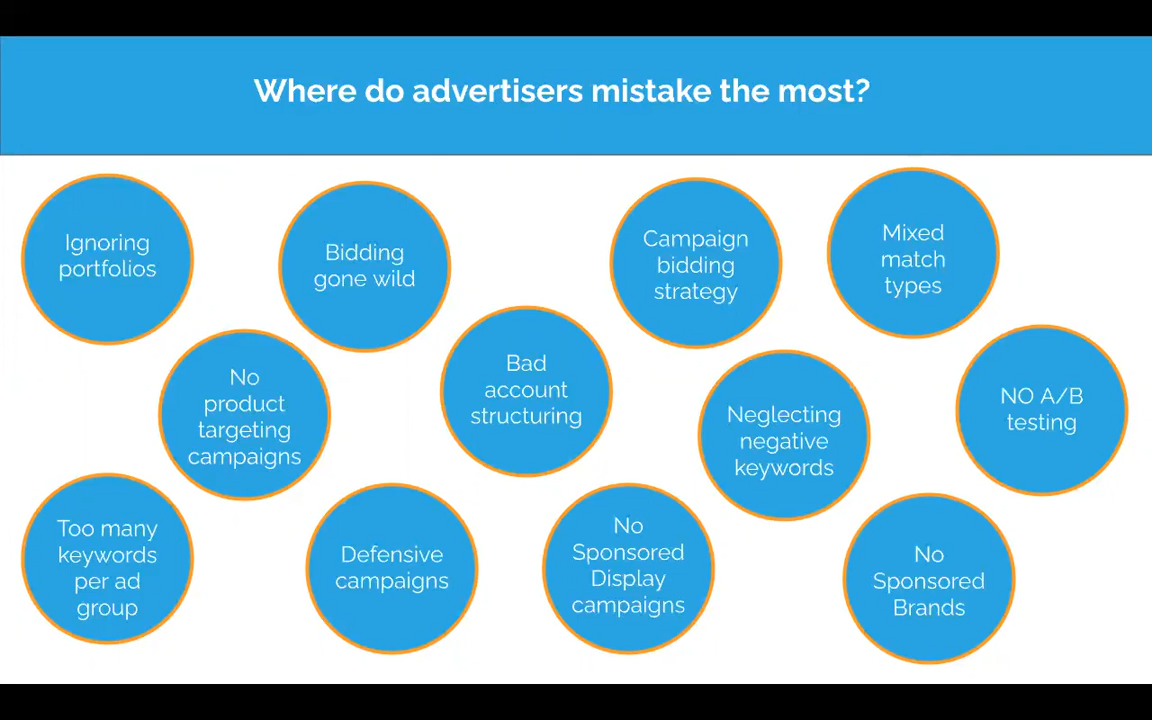 Where do advertisers mistake the most?
Ignoring
portfolios
Bidding
gone wild
Campaign
bidding
strategy
Mixed
match
types
No
product
targeting
campaigns
Bad
account
structuring
Neglecting
negative
keywords
NO A/B
testing
Too many
keywords
per ad
group
Defensive
campaigns
No
Sponsored
Display
campaigns
No
Sponsored
Brands